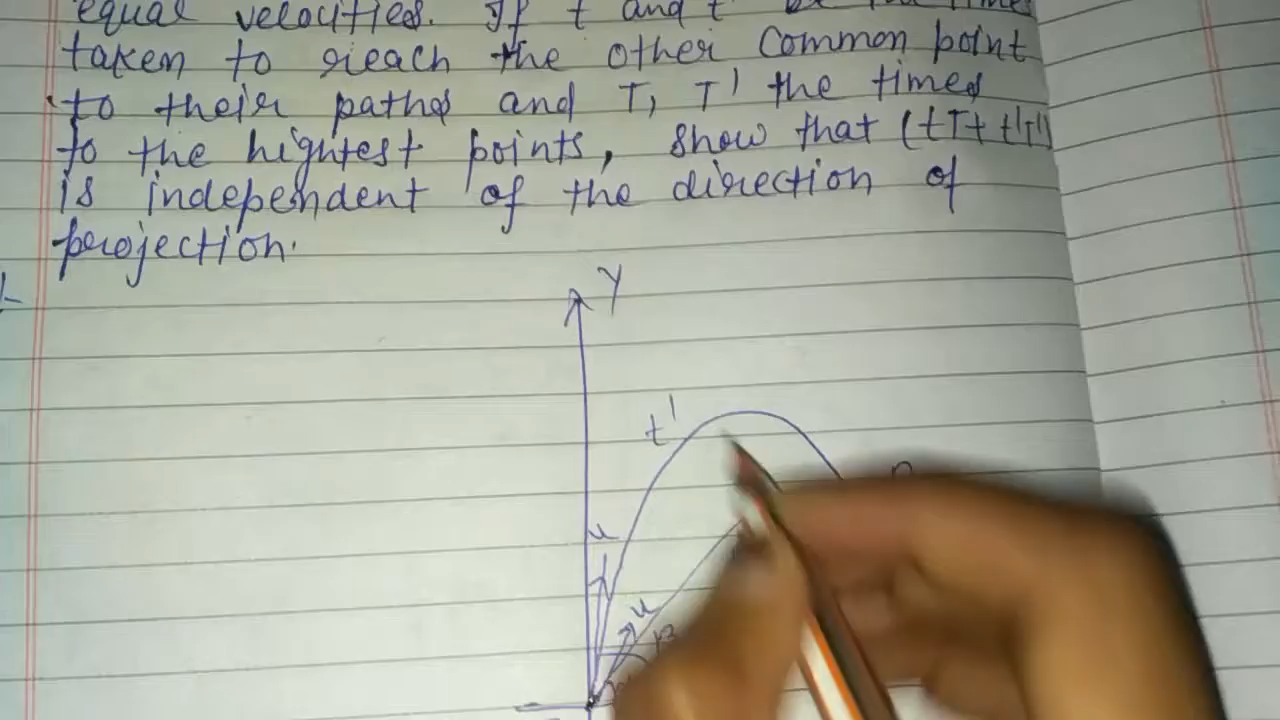 equal velocities. If t and t'
taken to reach the other common point
to their paths and T, T' the times
to the hightest points, show that (tT+t'T')
is independent of the direction of
projection.
Y
t'
u
u